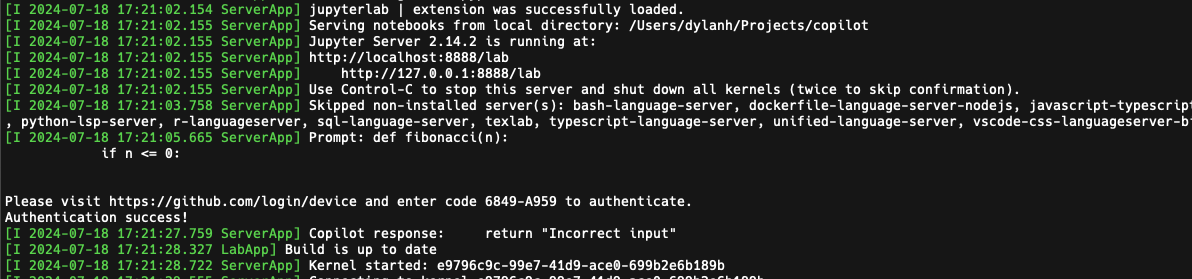 [I 2024-07-18 17:21:02.154 ServerApp] jupyterlab | extension was successfully loaded.
[I 2024-07-18 17:21:02.155 ServerApp] Serving notebooks from local directory: /Users/dylanh/Projects/copilot
[I 2024-07-18 17:21:02.155 ServerApp] Jupyter Server 2.14.2 is running at:
[I 2024-07-18 17:21:02.155 ServerApp] http://localhost:8888/lab
[I 2024-07-18 17:21:02.155 ServerApp]     http://127.0.0.1:8888/lab
[I 2024-07-18 17:21:02.155 ServerApp] Use Control-C to stop this server and shut down all kernels (twice to skip confirmation).
[I 2024-07-18 17:21:03.758 ServerApp] Skipped non-installed server(s): bash-language-server, dockerfile-language-server-nodejs, javascript-typescript
, python-lsp-server, r-languageserver, sql-language-server, texlab, typescript-language-server, unified-language-server, vscode-css-languageserver-bi
[I 2024-07-18 17:21:05.665 ServerApp] Prompt: def fibonacci(n):
            if n <= 0:
Please visit https://github.com/login/device and enter code 6849-A959 to authenticate.
Authentication success!
[I 2024-07-18 17:21:27.759 ServerApp] Copilot response:     return "Incorrect input"
[I 2024-07-18 17:21:28.327 LabApp] Build is up to date
[I 2024-07-18 17:21:28.722 ServerApp] Kernel started: e9796c9c-99e7-41d9-ace0-699b2e6b189b